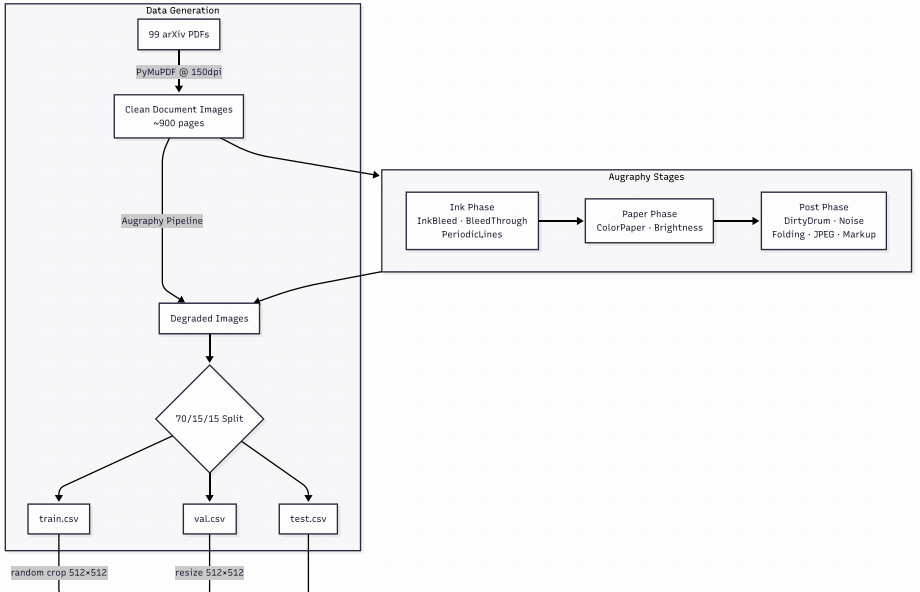 Data Generation
99 arXiv PDFs
PyMuPDF @ 150dpi
Clean Document Images
~900 pages
Augraphy Pipeline
Augraphy Stages
Ink Phase
InkBleed · BleedThrough
PeriodicLines
Paper Phase
ColorPaper · Brightness
Post Phase
DirtyDrum · Noise
Folding · JPEG · Markup
Degraded Images
70/15/15 Split
train.csv
val.csv
test.csv
random crop 512×512
resize 512×512